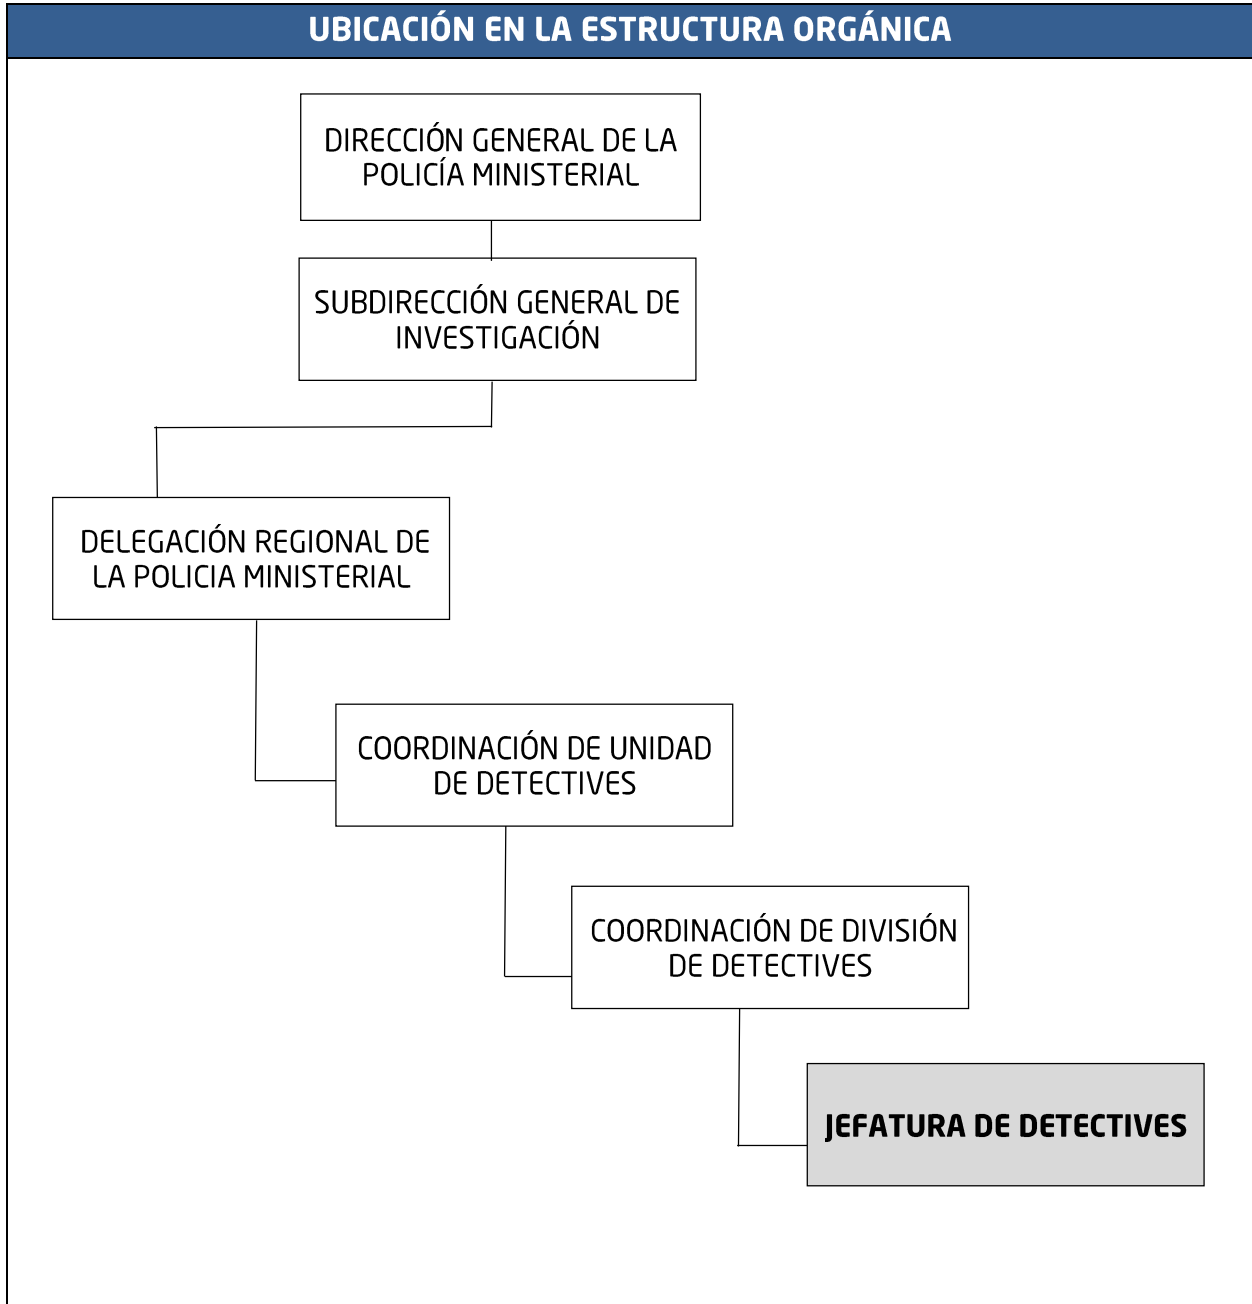 UBICACIÓN EN LA ESTRUCTURA ORGÁNICA
DIRECCIÓN GENERAL DE LA
POLICÍA MINISTERIAL
SUBDIRECCIÓN GENERAL DE
INVESTIGACIÓN
DELEGACIÓN REGIONAL DE
LA POLICIA MINISTERIAL
COORDINACIÓN DE UNIDAD
DE DETECTIVES
COORDINACIÓN DE DIVISIÓN
DE DETECTIVES
JEFATURA DE DETECTIVES